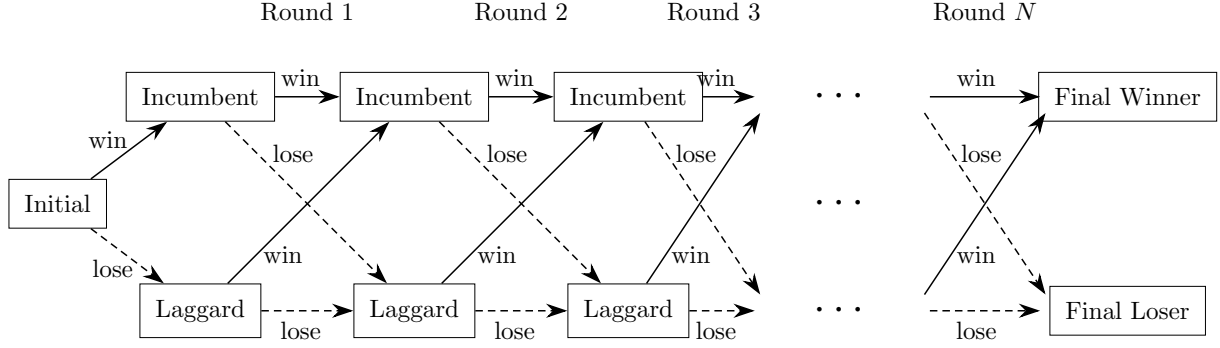 Round 1 Round 2 Round 3 Round N
win win win win
Incumbent Incumbent Incumbent · · · Final Winner
win
lose lose lose lose
Initial · · ·
lose win win win win
Laggard Laggard Laggard · · · Final Loser
lose lose lose lose